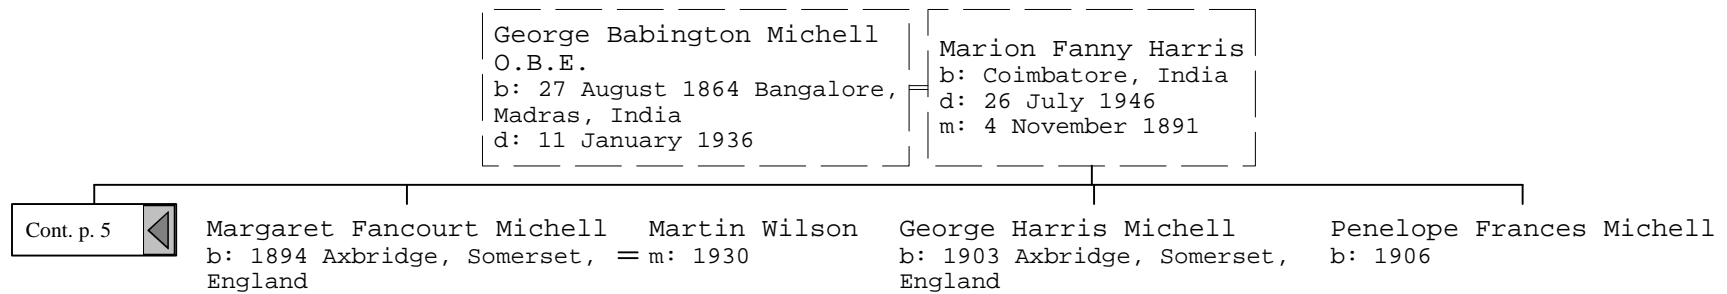 George Babington Michell
O.B.E.
b: 27 August 1864 Bangalore,
Madras, India
d: 11 January 1936
Marion Fanny Harris
b: Coimbatore, India
d: 26 July 1946
m: 4 November 1891
Cont. p. 5
Margaret Fancourt Michell
b: 1894 Axbridge, Somerset,
England
=
Martin Wilson
m: 1930
George Harris Michell
b: 1903 Axbridge, Somerset,
England
Penelope Frances Michell
b: 1906